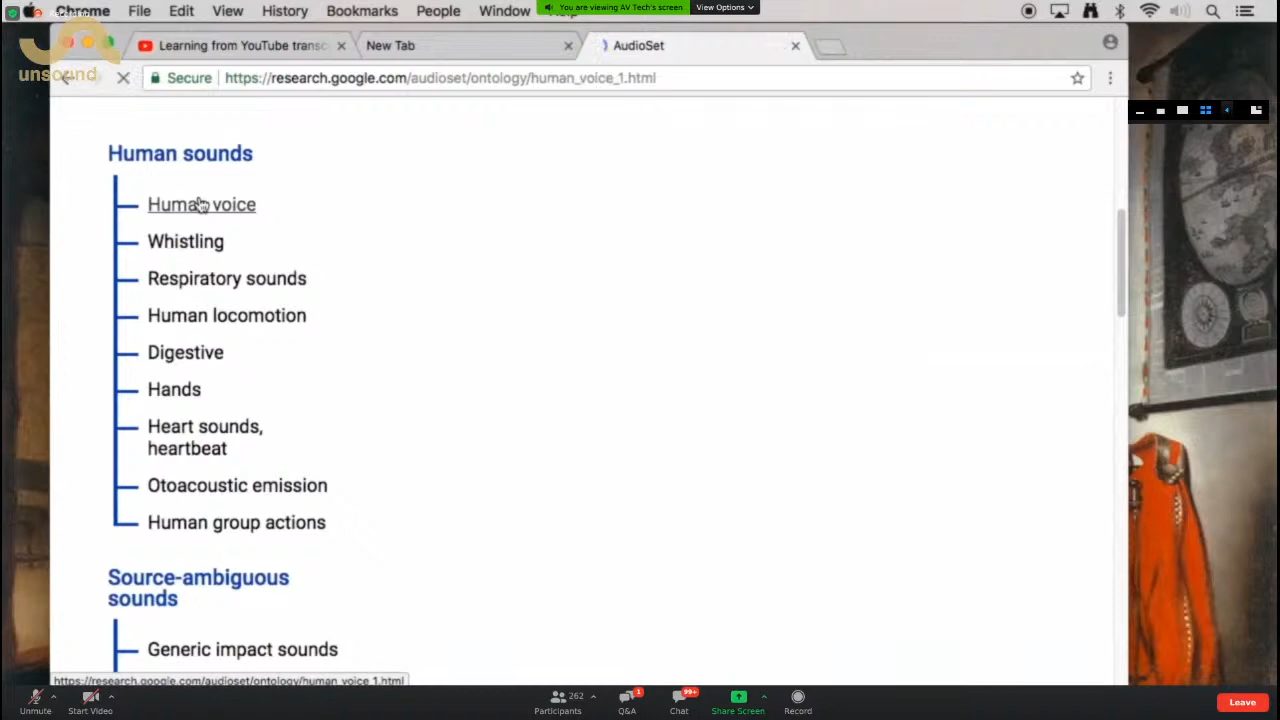 Chrome File Edit View History Bookmarks People Window
You are viewing AV Tech's screen View Options
unsound
Learning from YouTube transc
New Tab
AudioSet
Secure https://research.google.com/audioset/ontology/human_voice_1.html
Human sounds
Human voice
Whistling
Respiratory sounds
Human locomotion
Digestive
Hands
Heart sounds,
heartbeat
Otoacoustic emission
Human group actions
Source-ambiguous
sounds
Generic impact sounds
https://research.google.com/audioset/ontology/human_voice_1.html
262 1 99+
Unmute Start Video Participants Q&A Chat Share Screen Record Leave